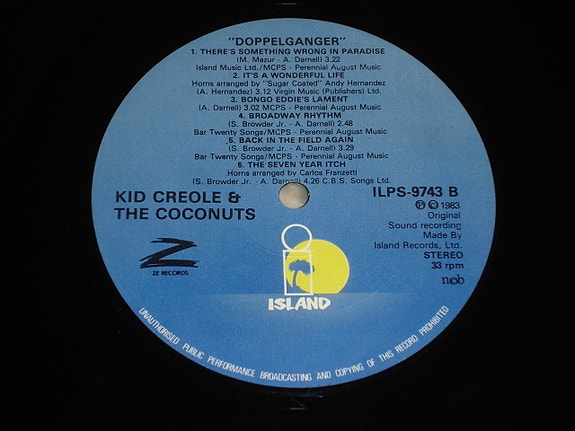 "DOPPELGANGER"
1. THERE'S SOMETHING WRONG IN PARADISE
(M. Mazur - A. Darnell) 3.22
Island Music Ltd./MCPS - Perennial August Music
2. IT'S A WONDERFUL LIFE
Horns arranged by "Sugar Coated" Andy Hernandez
(A. Hernandez) 3.12 Virgin Music (Publishers) Ltd.
3. BONGO EDDIE'S LAMENT
(A. Darnell) 3.02 MCPS - Perennial August Music
4. BROADWAY RHYTHM
(S. Browder Jr. - A. Darnell) 2.48
Bar Twenty Songs/MCPS - Perennial August Music
5. BACK IN THE FIELD AGAIN
(S. Browder Jr. - A. Darnell) 3.29
Bar Twenty Songs/MCPS - Perennial August Music
6. THE SEVEN YEAR ITCH
Horns arranged by Carlos Franzetti
(S. Browder Jr. - A. Darnell) 4.26 C.B.S. Songs Ltd.
KID CREOLE &
THE COCONUTS
ILPS-9743 B
℗ © 1983
Original
Sound recording
Made By
Island Records, Ltd.
STEREO
33 rpm
Z
ZE RECORDS
ncb
ISLAND
UNAUTHORISED PUBLIC PERFORMANCE BROADCASTING AND COPYING OF THIS RECORD PROHIBITED